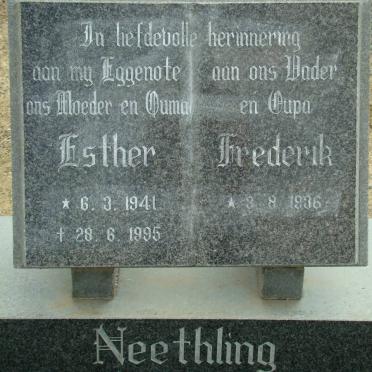 In liefdevolle herinnering
aan my Eggenote aan ons Vader
ons Moeder en Ouma en Oupa
Esther Frederik
* 6. 3. 1941 * 3. 8. 1936
† 28. 6. 1995
Neethling